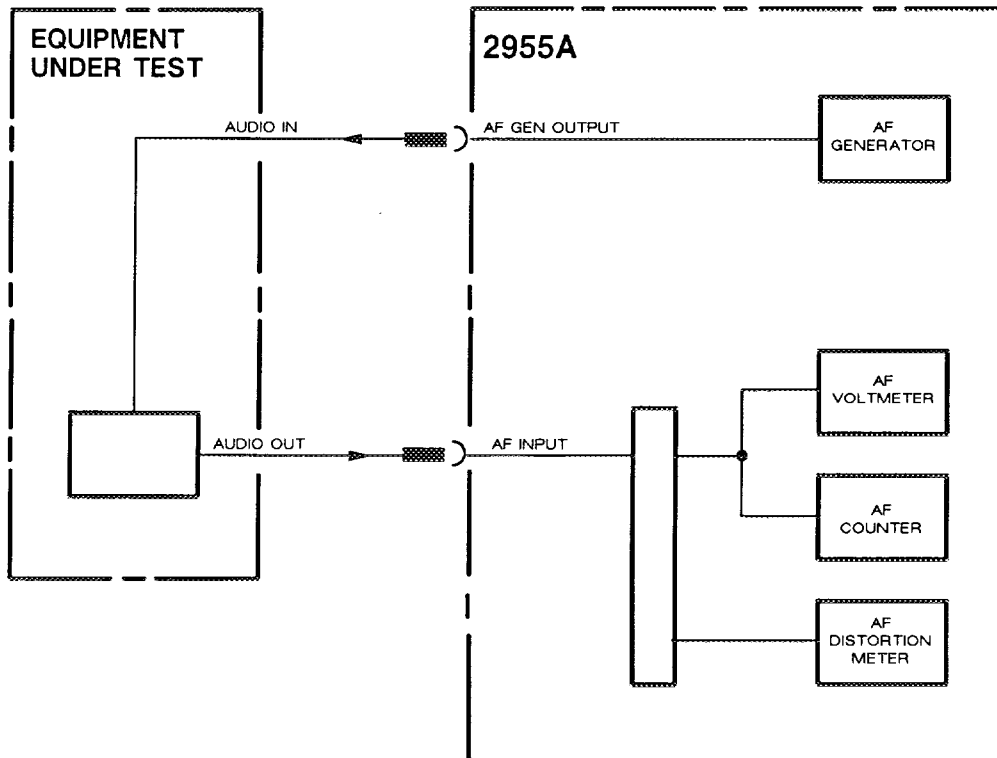 EQUIPMENT
UNDER TEST
2955A
AUDIO IN
AF GEN OUTPUT
AF
GENERATOR
AF
VOLTMETER
AUDIO OUT
AF INPUT
AF
COUNTER
AF
DISTORTION
METER